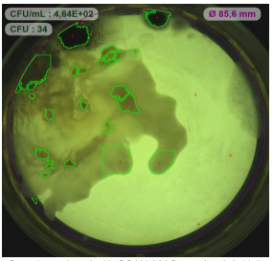 CFU/mL : 4,64E+02
Ø 85,6 mm
CFU : 34